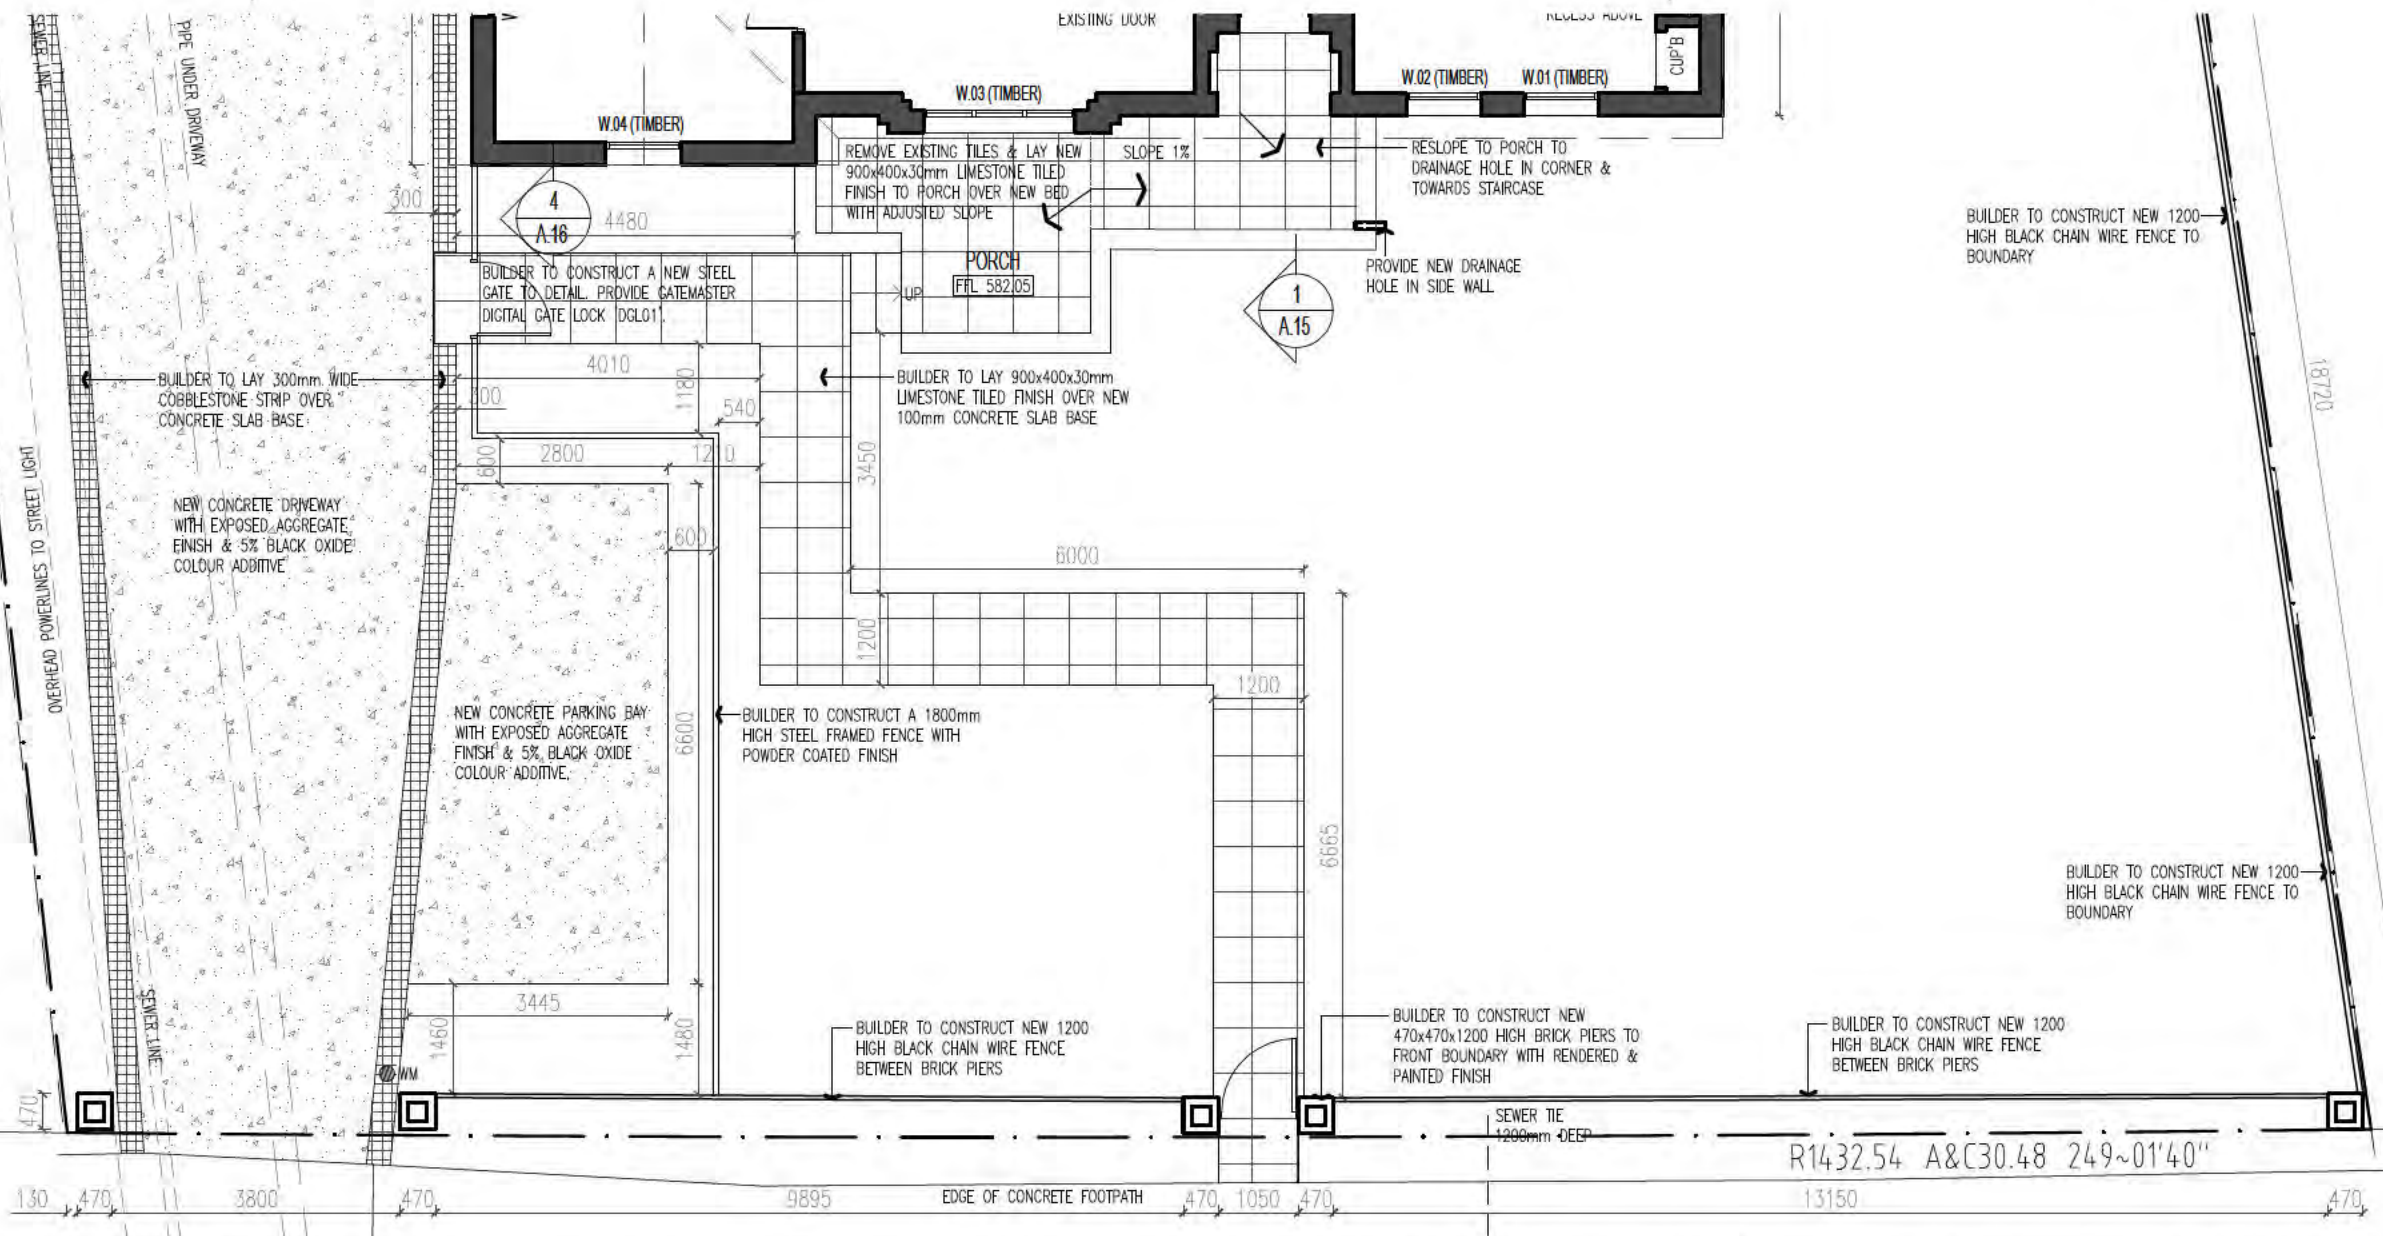 EXISTING DOOR
RECESS ABOVE
CUP'B
SEWER LINE
PIPE UNDER DRIVEWAY
W.04 (TIMBER)
W.03 (TIMBER)
W.02 (TIMBER)
W.01 (TIMBER)
REMOVE EXISTING TILES & LAY NEW
900x400x30mm LIMESTONE TILED
FINISH TO PORCH OVER NEW BED
WITH ADJUSTED SLOPE
SLOPE 1%
RESLOPE TO PORCH TO
DRAINAGE HOLE IN CORNER &
TOWARDS STAIRCASE
BUILDER TO CONSTRUCT NEW 1200
HIGH BLACK CHAIN WIRE FENCE TO
BOUNDARY
300
4
A.16
4480
PORCH
FFL 582.05
UP
BUILDER TO CONSTRUCT A NEW STEEL
GATE TO DETAIL. PROVIDE GATEMASTER
DIGITAL GATE LOCK 'DGL01'.
PROVIDE NEW DRAINAGE
HOLE IN SIDE WALL
1
A.15
BUILDER TO LAY 300mm WIDE
COBBLESTONE STRIP OVER
CONCRETE SLAB BASE
4010
300
1180
540
BUILDER TO LAY 900x400x30mm
LIMESTONE TILED FINISH OVER NEW
100mm CONCRETE SLAB BASE
18720
600
2800
1210
3450
OVERHEAD POWERLINES TO STREET LIGHT
NEW CONCRETE DRIVEWAY
WITH EXPOSED AGGREGATE
FINISH & 5% BLACK OXIDE
COLOUR ADDITIVE
600
6000
1200
1200
NEW CONCRETE PARKING BAY
WITH EXPOSED AGGREGATE
FINISH & 5% BLACK OXIDE
COLOUR ADDITIVE.
6600
BUILDER TO CONSTRUCT A 1800mm
HIGH STEEL FRAMED FENCE WITH
POWDER COATED FINISH
6665
BUILDER TO CONSTRUCT NEW 1200
HIGH BLACK CHAIN WIRE FENCE TO
BOUNDARY
SEWER LINE
3445
1460
1480
WM
BUILDER TO CONSTRUCT NEW 1200
HIGH BLACK CHAIN WIRE FENCE
BETWEEN BRICK PIERS
BUILDER TO CONSTRUCT NEW
470x470x1200 HIGH BRICK PIERS TO
FRONT BOUNDARY WITH RENDERED &
PAINTED FINISH
BUILDER TO CONSTRUCT NEW 1200
HIGH BLACK CHAIN WIRE FENCE
BETWEEN BRICK PIERS
470
SEWER TIE
1200mm DEEP
R1432.54 A&C30.48 249~01'40"
130
470
3800
470
9895
EDGE OF CONCRETE FOOTPATH
470
1050
470
13150
470